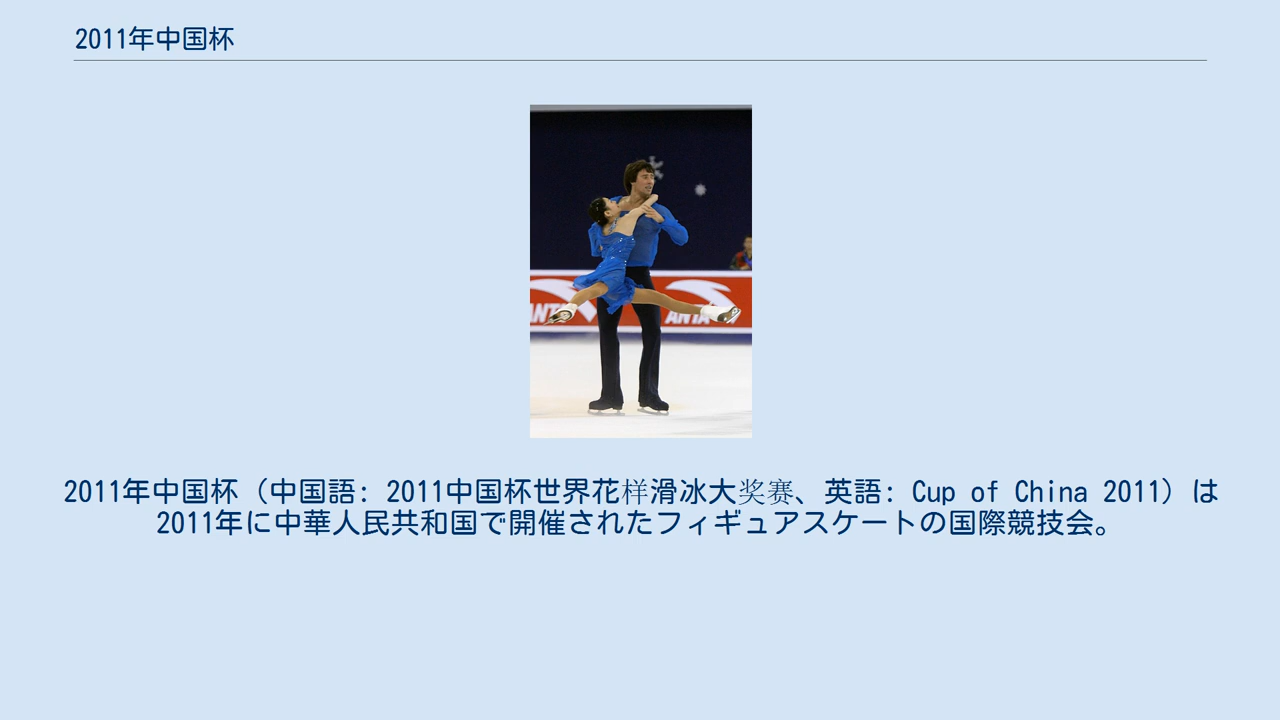 2011年中国杯
ANTA
ANTA
2011年中国杯（中国語: 2011中国杯世界花样滑冰大奖赛、英語: Cup of China 2011）は
2011年に中華人民共和国で開催されたフィギュアスケートの国際競技会。